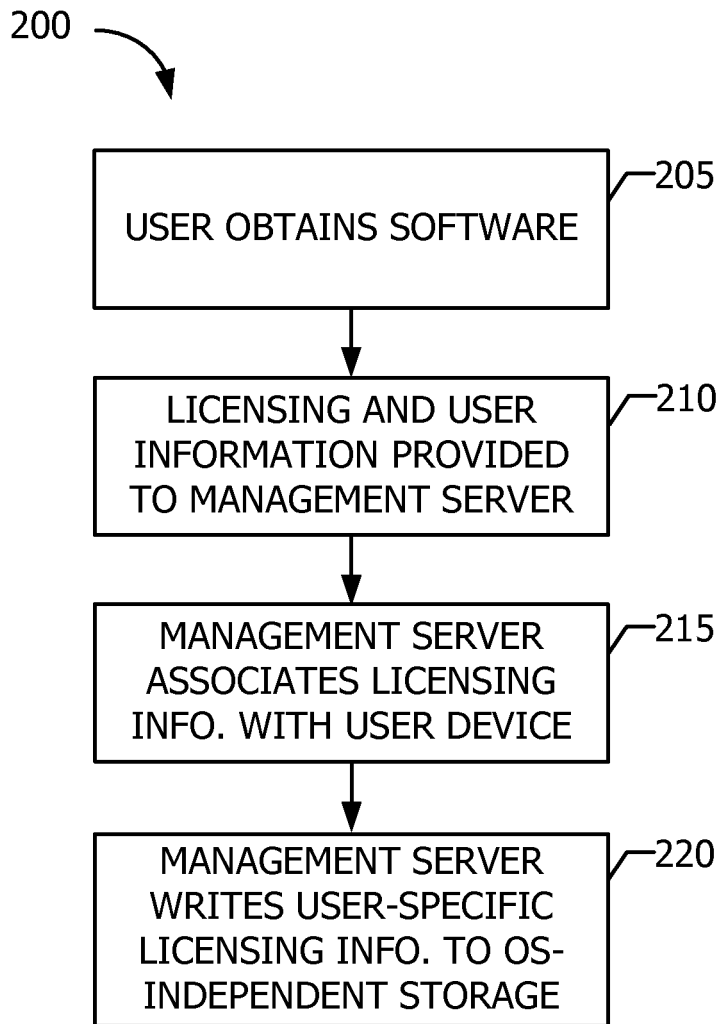 200
205
USER OBTAINS SOFTWARE
210
LICENSING AND USER
INFORMATION PROVIDED
TO MANAGEMENT SERVER
215
MANAGEMENT SERVER
ASSOCIATES LICENSING
INFO. WITH USER DEVICE
220
MANAGEMENT SERVER
WRITES USER-SPECIFIC
LICENSING INFO. TO OS-
INDEPENDENT STORAGE